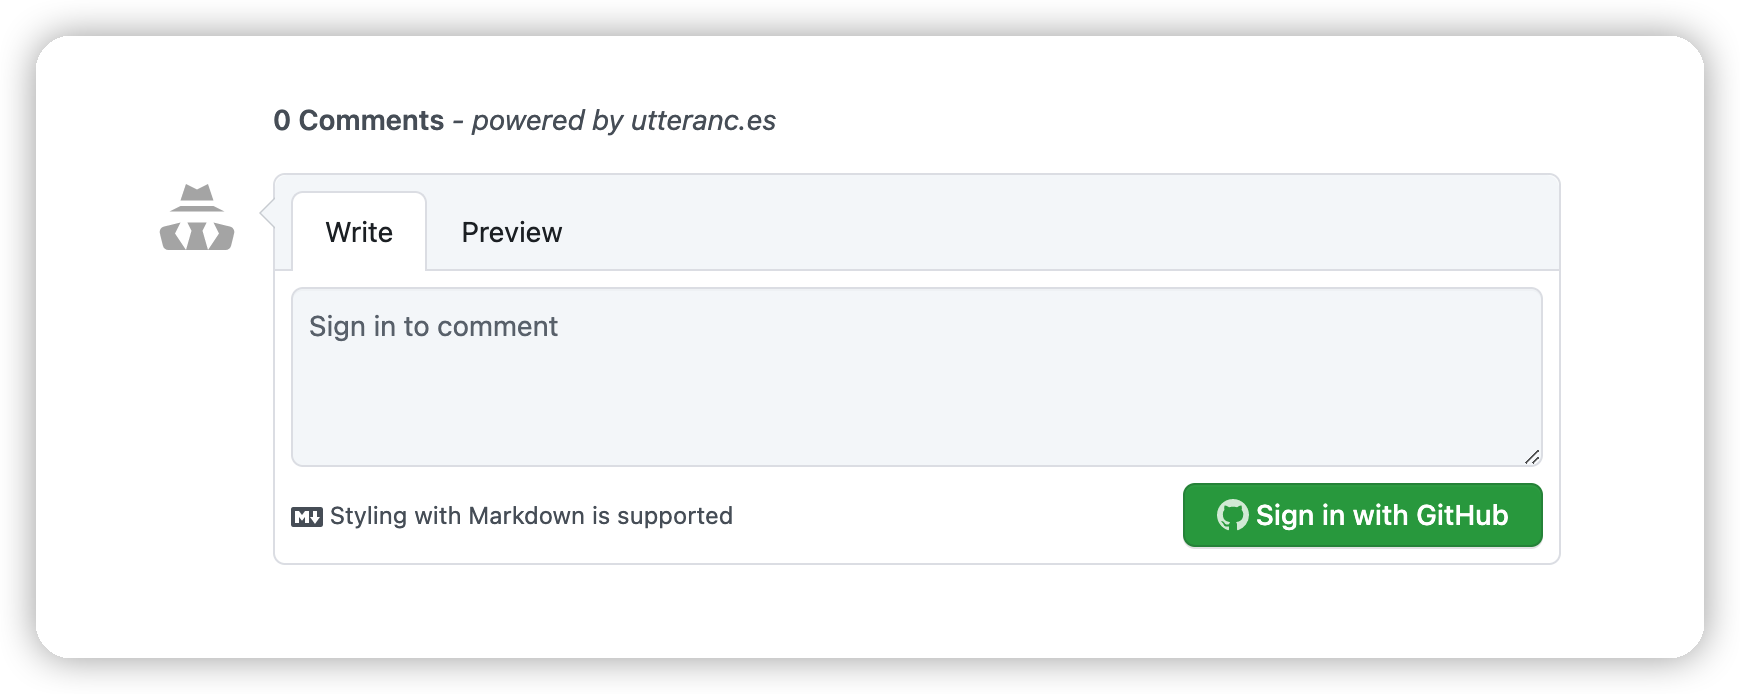 0 Comments - powered by utteranc.es
Write Preview
Sign in to comment
M Styling with Markdown is supported
Sign in with GitHub